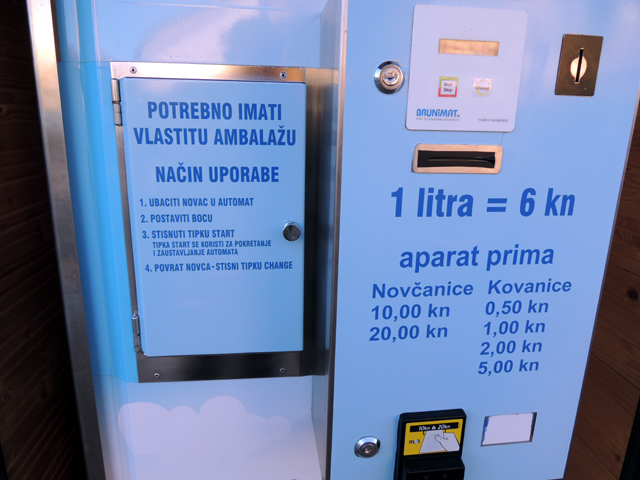 POTREBNO IMATI
VLASTITU AMBALAŽU
NAČIN UPORABE
1. UBACITI NOVAC U AUTOMAT
2. POSTAVITI BOCU
3. STISNUTI TIPKU START
TIPKA START SE KORISTI ZA POKRETANJE
I ZAUSTAVLJANJE AUTOMATA
4. POVRAT NOVCA-STISNI TIPKU CHANGE
BRUNIMAT
1 litra = 6 kn
aparat prima
Novčanice
10,00 kn
20,00 kn
Kovanice
0,50 kn
1,00 kn
2,00 kn
5,00 kn
10kn & 20kn